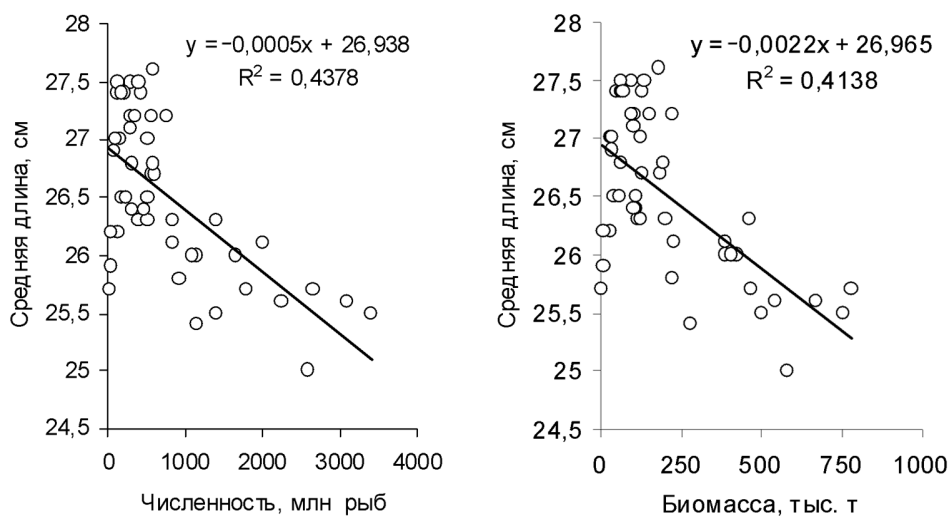 28
27,5
27
26,5
26
25,5
25
24,5
Средняя длина, см
y = −0,0005x + 26,938
R² = 0,4378
0 1000 2000 3000 4000
Численность, млн рыб
28
27,5
27
26,5
26
25,5
25
24,5
Средняя длина, см
y = −0,0022x + 26,965
R² = 0,4138
0 250 500 750 1000
Биомасса, тыс. т